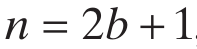 n = 2b + 1,